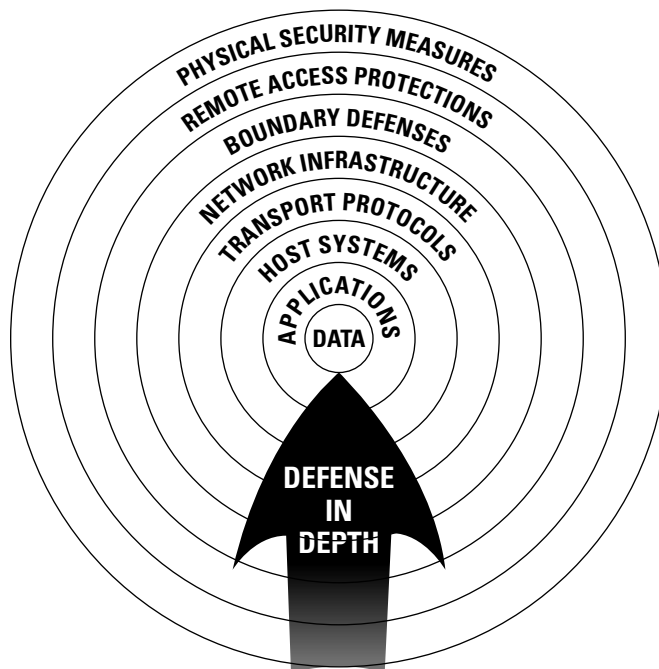 PHYSICAL SECURITY MEASURES
REMOTE ACCESS PROTECTIONS
BOUNDARY DEFENSES
NETWORK INFRASTRUCTURE
TRANSPORT PROTOCOLS
HOST SYSTEMS
APPLICATIONS
DATA
DEFENSE
IN
DEPTH